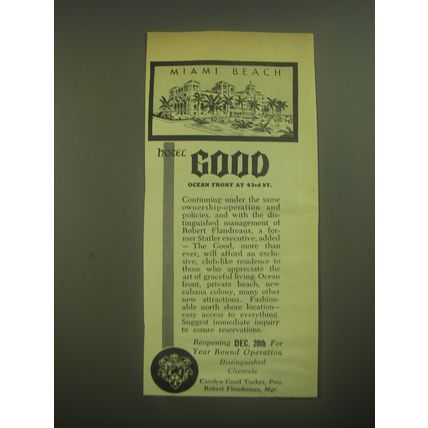 MIAMI BEACH
HOTEL GOOD
OCEAN FRONT AT 43rd ST.
Continuing under the same
ownership-operation and
policies, and with the dis-
tinguished management of
Robert Flandreaux, a for-
mer Statler executive, added
— The Good, more than
ever, will afford an exclu-
sive, club-like residence to
those who appreciate the
art of graceful living. Ocean
front, private beach, new
cabana colony, many other
new attractions. Fashion-
able north shore location—
easy access to everything.
Suggest immediate inquiry
to assure reservations.
Reopening DEC. 20th For
Year Round Operation
Distinguished
Clientele
Carolyn Good Tucker, Prez.
Robert Flandreaux, Mgr.